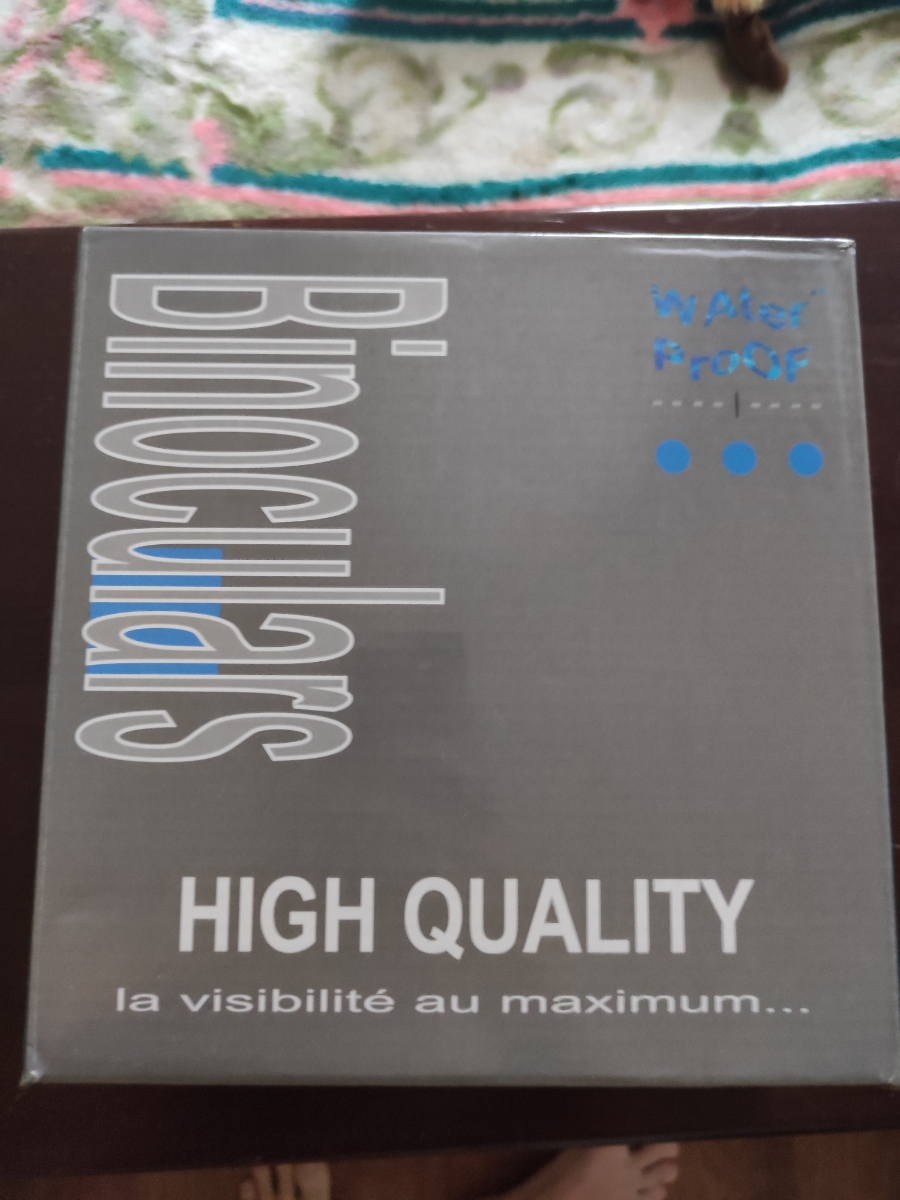 Binoculars
WAter
ProOF
HIGH QUALITY
la visibilité au maximum...